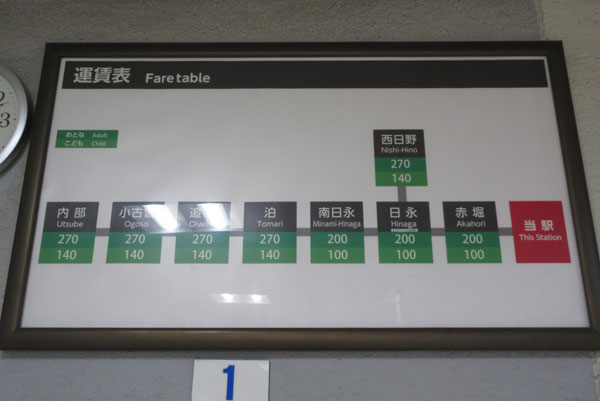 運賃表 Fare table
2
3
おとな Adult
こども Child
西日野
Nishi-Hino
270
140
内部
Utsube
270
140
小古
Ogoso
270
140
追
Oiwake
270
140
泊
Tomari
270
140
南日永
Minami-Hinaga
200
100
日永
Hinaga
200
100
赤堀
Akahori
200
100
当駅
This Station
1